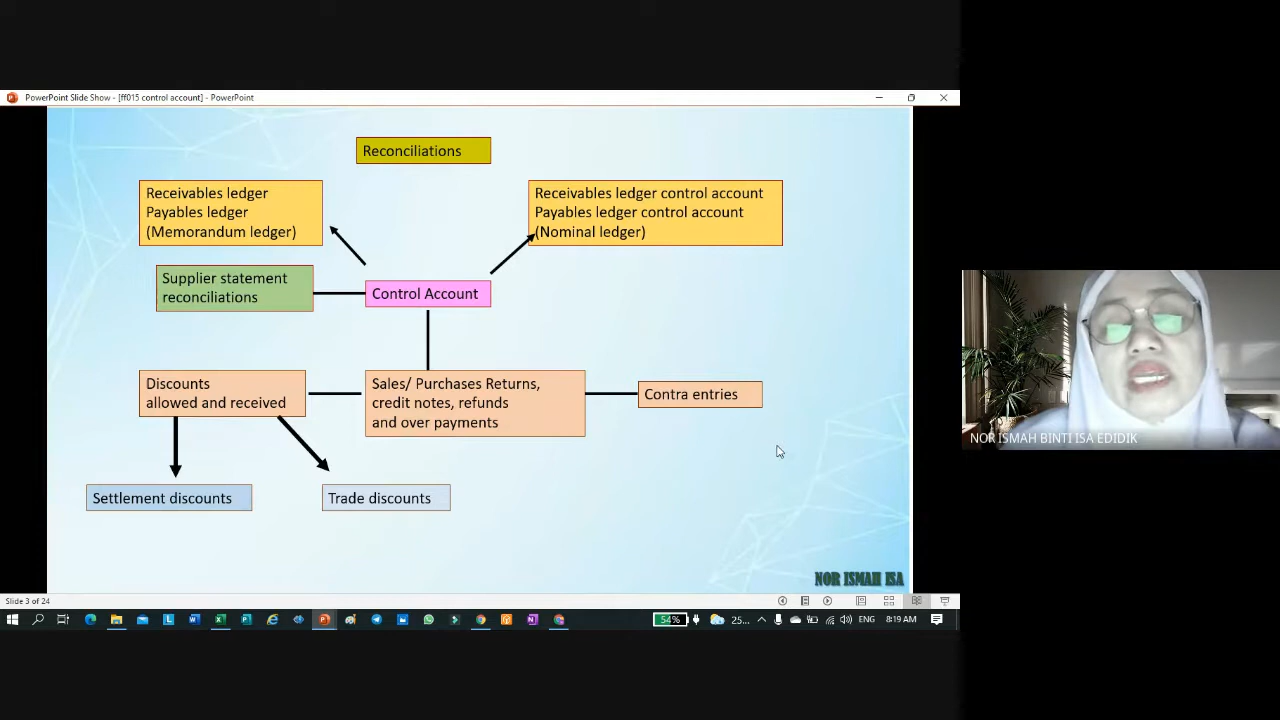 PowerPoint Slide Show - [ff015 control account] - PowerPoint
Reconciliations
Receivables ledger
Payables ledger
(Memorandum ledger)
Receivables ledger control account
Payables ledger control account
(Nominal ledger)
Supplier statement
reconciliations
Control Account
Discounts
allowed and received
Sales/ Purchases Returns,
credit notes, refunds
and over payments
Contra entries
Settlement discounts
Trade discounts
NOR ISMAH ISA
NOR ISMAH BINTI ISA EDIDIK
Slide 3 of 24
54%
25...
ENG
8:19 AM